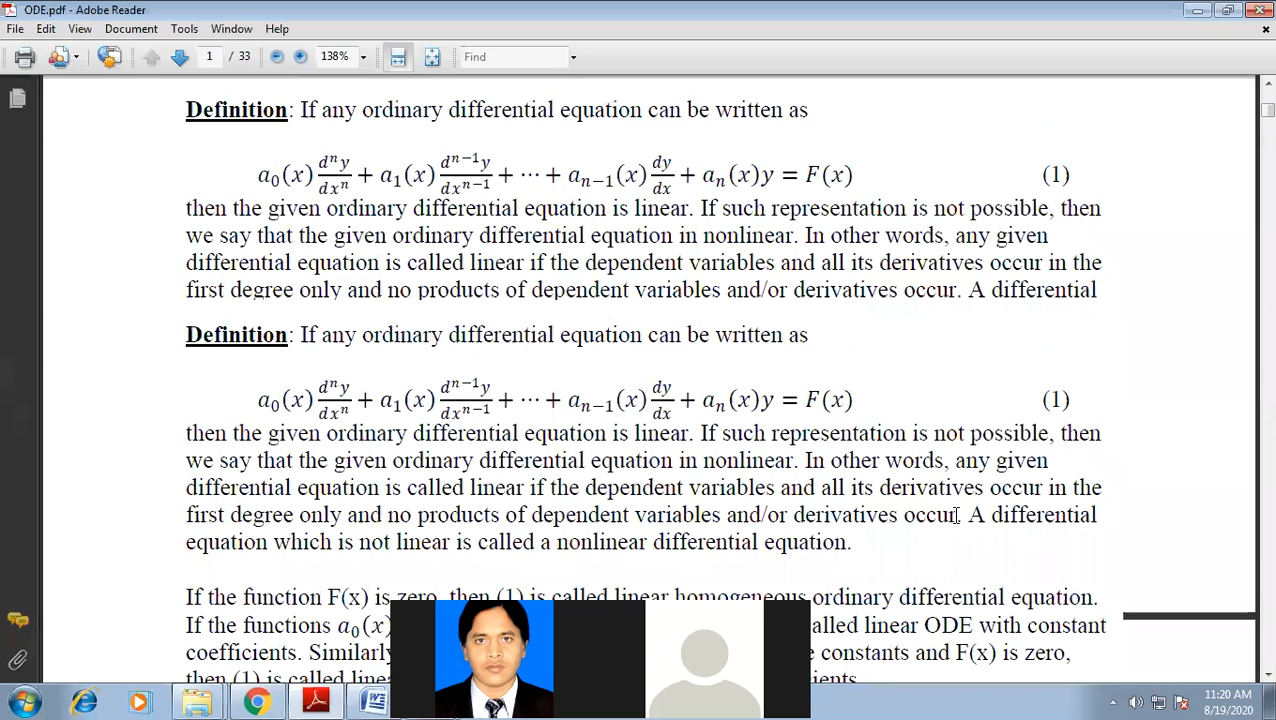 ODE.pdf - Adobe Reader
File Edit View Document Tools Window Help
1 / 33 138% Find
Definition: If any ordinary differential equation can be written as
a₀(x) dⁿy/dxⁿ + a₁(x) dⁿ⁻¹y/dxⁿ⁻¹ + ⋯ + aₙ₋₁(x) dy/dx + aₙ(x)y = F(x) (1)
then the given ordinary differential equation is linear. If such representation is not possible, then
we say that the given ordinary differential equation in nonlinear. In other words, any given
differential equation is called linear if the dependent variables and all its derivatives occur in the
first degree only and no products of dependent variables and/or derivatives occur. A differential
Definition: If any ordinary differential equation can be written as
a₀(x) dⁿy/dxⁿ + a₁(x) dⁿ⁻¹y/dxⁿ⁻¹ + ⋯ + aₙ₋₁(x) dy/dx + aₙ(x)y = F(x) (1)
then the given ordinary differential equation is linear. If such representation is not possible, then
we say that the given ordinary differential equation in nonlinear. In other words, any given
differential equation is called linear if the dependent variables and all its derivatives occur in the
first degree only and no products of dependent variables and/or derivatives occur. A differential
equation which is not linear is called a nonlinear differential equation.
If the function F(x) is zero, then (1) is called linear homogeneous ordinary differential equation.
If the functions a₀(x) alled linear ODE with constant
coefficients. Similarly constants and F(x) is zero,
then (1) is called
11:20 AM
8/19/2020